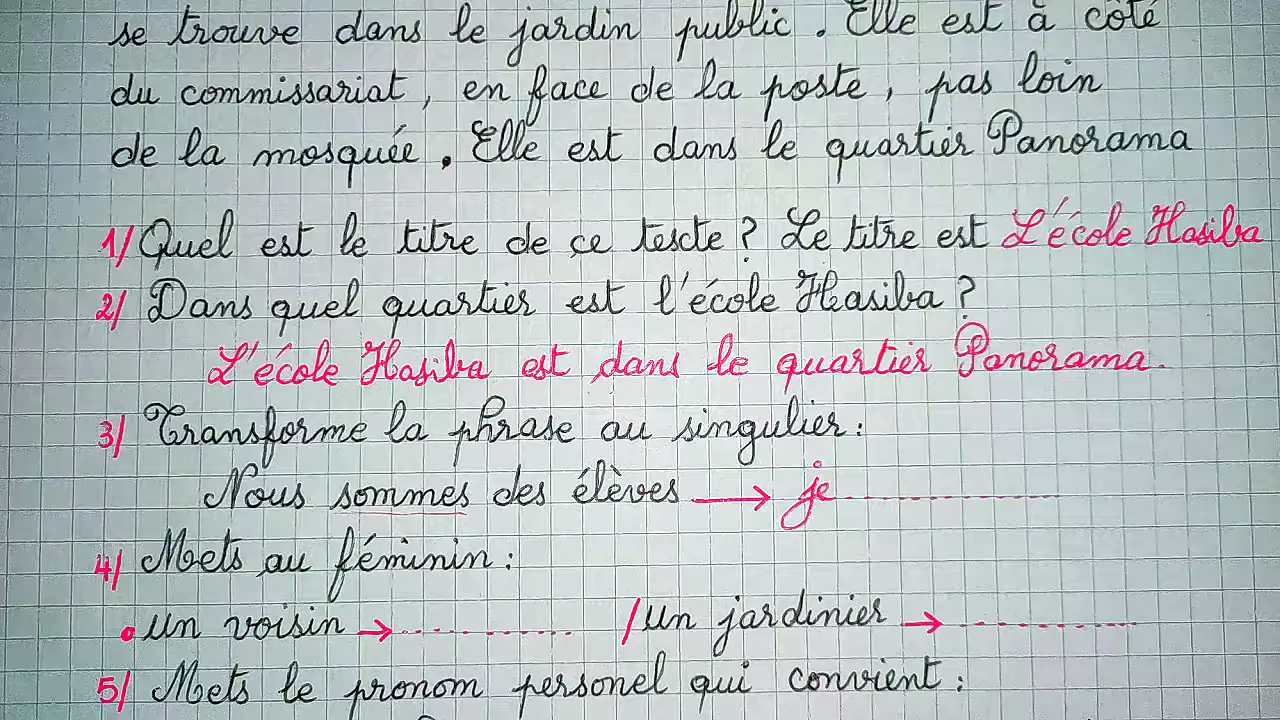 se trouve dans le jardin public. Elle est à côté
du commissariat, en face de la poste, pas loin
de la mosquée. Elle est dans le quartier Panorama
1/ Quel est le titre de ce texte ? Le titre est L'école Hasiba
2/ Dans quel quartier est l'école Hasiba ?
L'école Hasiba est dans le quartier Panorama.
3/ Transforme la phrase au singulier :
Nous sommes des élèves → je ..............
4/ Mets au féminin :
• un voisin → ............ / Un jardinier → ............
5/ Mets le pronom personel qui convient :